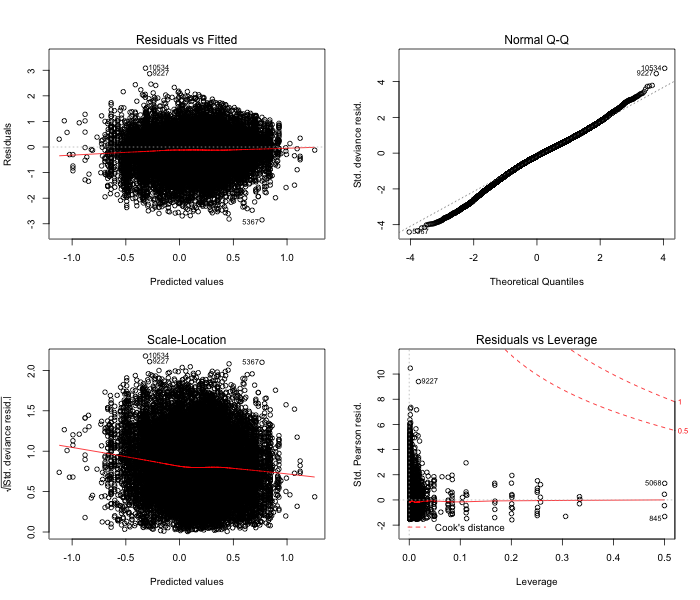 Residuals vs Fitted
Residuals
3
2
1
0
-1
-2
-3
10534
9227
5367
-1.0 -0.5 0.0 0.5 1.0
Predicted values
Normal Q-Q
Std. deviance resid.
4
2
0
-2
-4
10534
9227
5367
-4 -2 0 2 4
Theoretical Quantiles
Scale-Location
√|Std. deviance resid.|
2.0
1.5
1.0
0.5
0.0
10534
9227
5367
-1.0 -0.5 0.0 0.5 1.0
Predicted values
Residuals vs Leverage
Std. Pearson resid.
10
8
6
4
2
0
-2
9227
5068
845
1
0.5
Cook's distance
0.0 0.1 0.2 0.3 0.4 0.5
Leverage